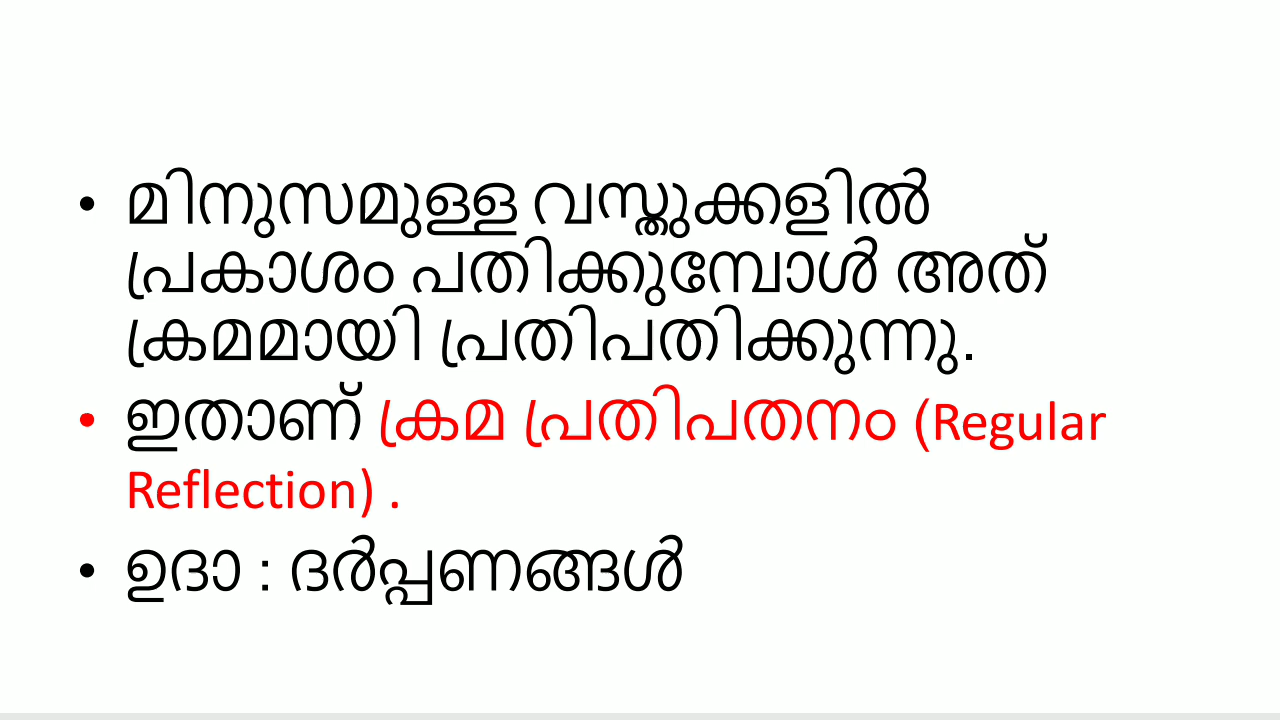 • മിനുസമുള്ള വസ്തുക്കളിൽ
പ്രകാശം പതിക്കുമ്പോൾ അത്
ക്രമമായി പ്രതിപതിക്കുന്നു.
• ഇതാണ് ക്രമ പ്രതിപതനം (Regular
Reflection) .
• ഉദാ : ദർപ്പണങ്ങൾ